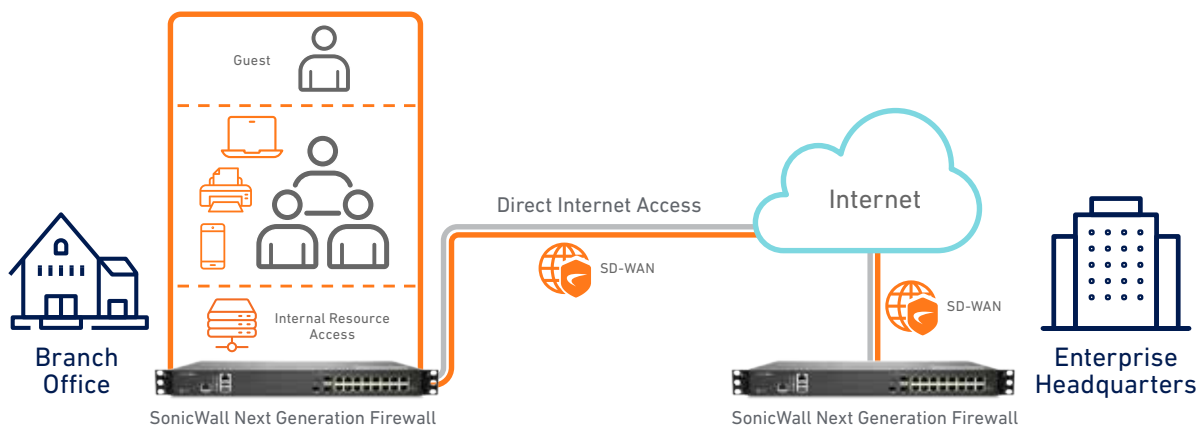 Guest
Internal Resource
Access
Branch
Office
SonicWall Next Generation Firewall
Direct Internet Access
SD-WAN
Internet
SD-WAN
SonicWall Next Generation Firewall
Enterprise
Headquarters